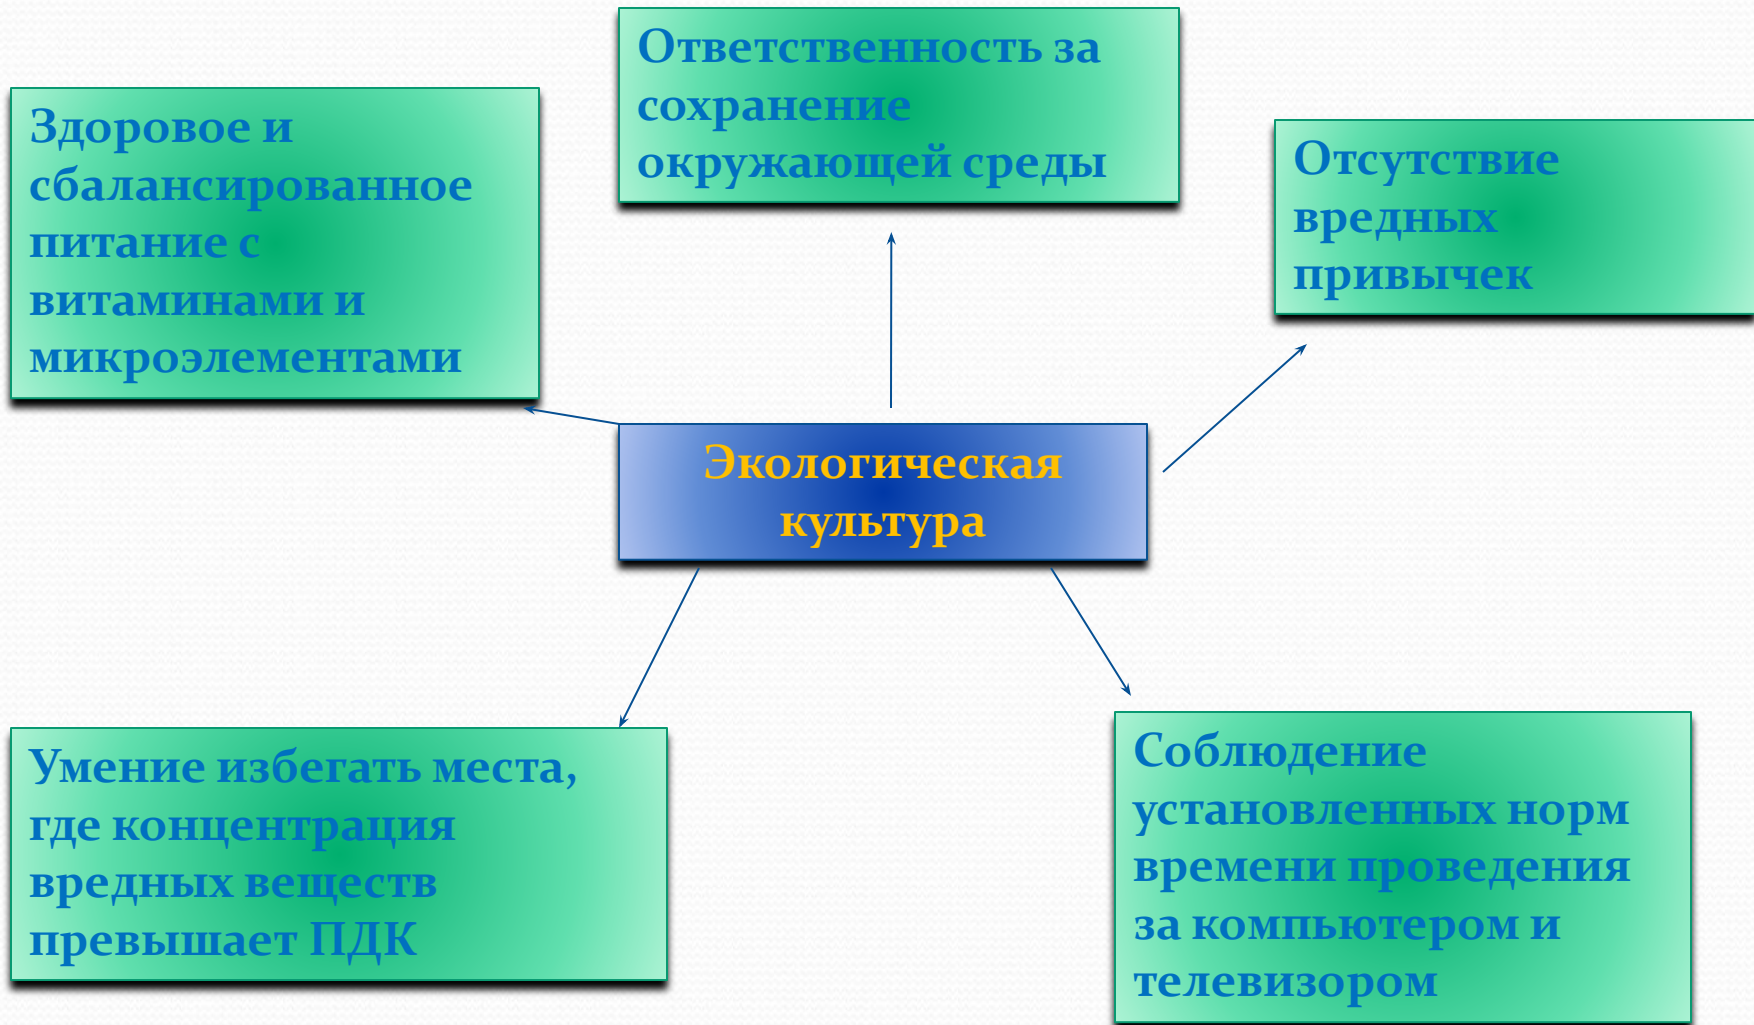 Ответственность за
сохранение
окружающей среды
Здоровое и
сбалансированное
питание с
витаминами и
микроэлементами
Отсутствие
вредных
привычек
Экологическая
культура
Умение избегать места,
где концентрация
вредных веществ
превышает ПДК
Соблюдение
установленных норм
времени проведения
за компьютером и
телевизором